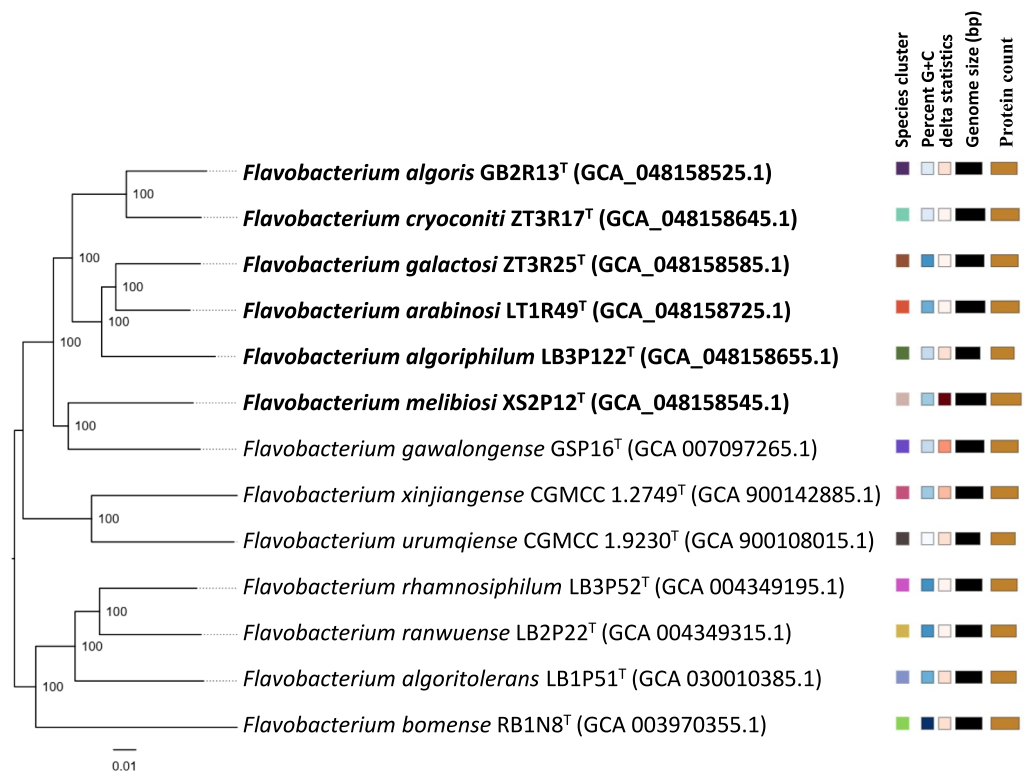 Species cluster
Percent G+C
delta statistics
Genome size (bp)
Protein count
Flavobacterium algoris GB2R13ᵀ (GCA_048158525.1)
100
Flavobacterium cryoconiti ZT3R17ᵀ (GCA_048158645.1)
100
Flavobacterium galactosi ZT3R25ᵀ (GCA_048158585.1)
100
Flavobacterium arabinosi LT1R49ᵀ (GCA_048158725.1)
100
100
Flavobacterium algoriphilum LB3P122ᵀ (GCA_048158655.1)
Flavobacterium melibiosi XS2P12ᵀ (GCA_048158545.1)
100
Flavobacterium gawalongense GSP16ᵀ (GCA 007097265.1)
Flavobacterium xinjiangense CGMCC 1.2749ᵀ (GCA 900142885.1)
100
Flavobacterium urumqiense CGMCC 1.9230ᵀ (GCA 900108015.1)
Flavobacterium rhamnosiphilum LB3P52ᵀ (GCA 004349195.1)
100
Flavobacterium ranwuense LB2P22ᵀ (GCA 004349315.1)
100
Flavobacterium algoritolerans LB1P51ᵀ (GCA 030010385.1)
100
Flavobacterium bomense RB1N8ᵀ (GCA 003970355.1)
0.01